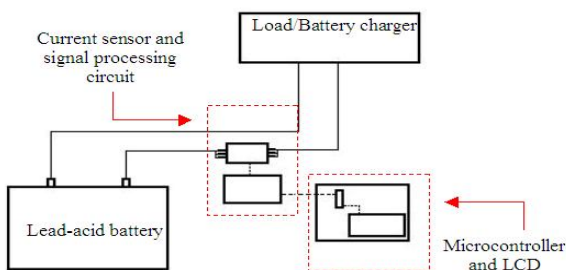 Load/Battery charger
Current sensor and
signal processing
circuit
Lead-acid battery
Microcontroller
and LCD